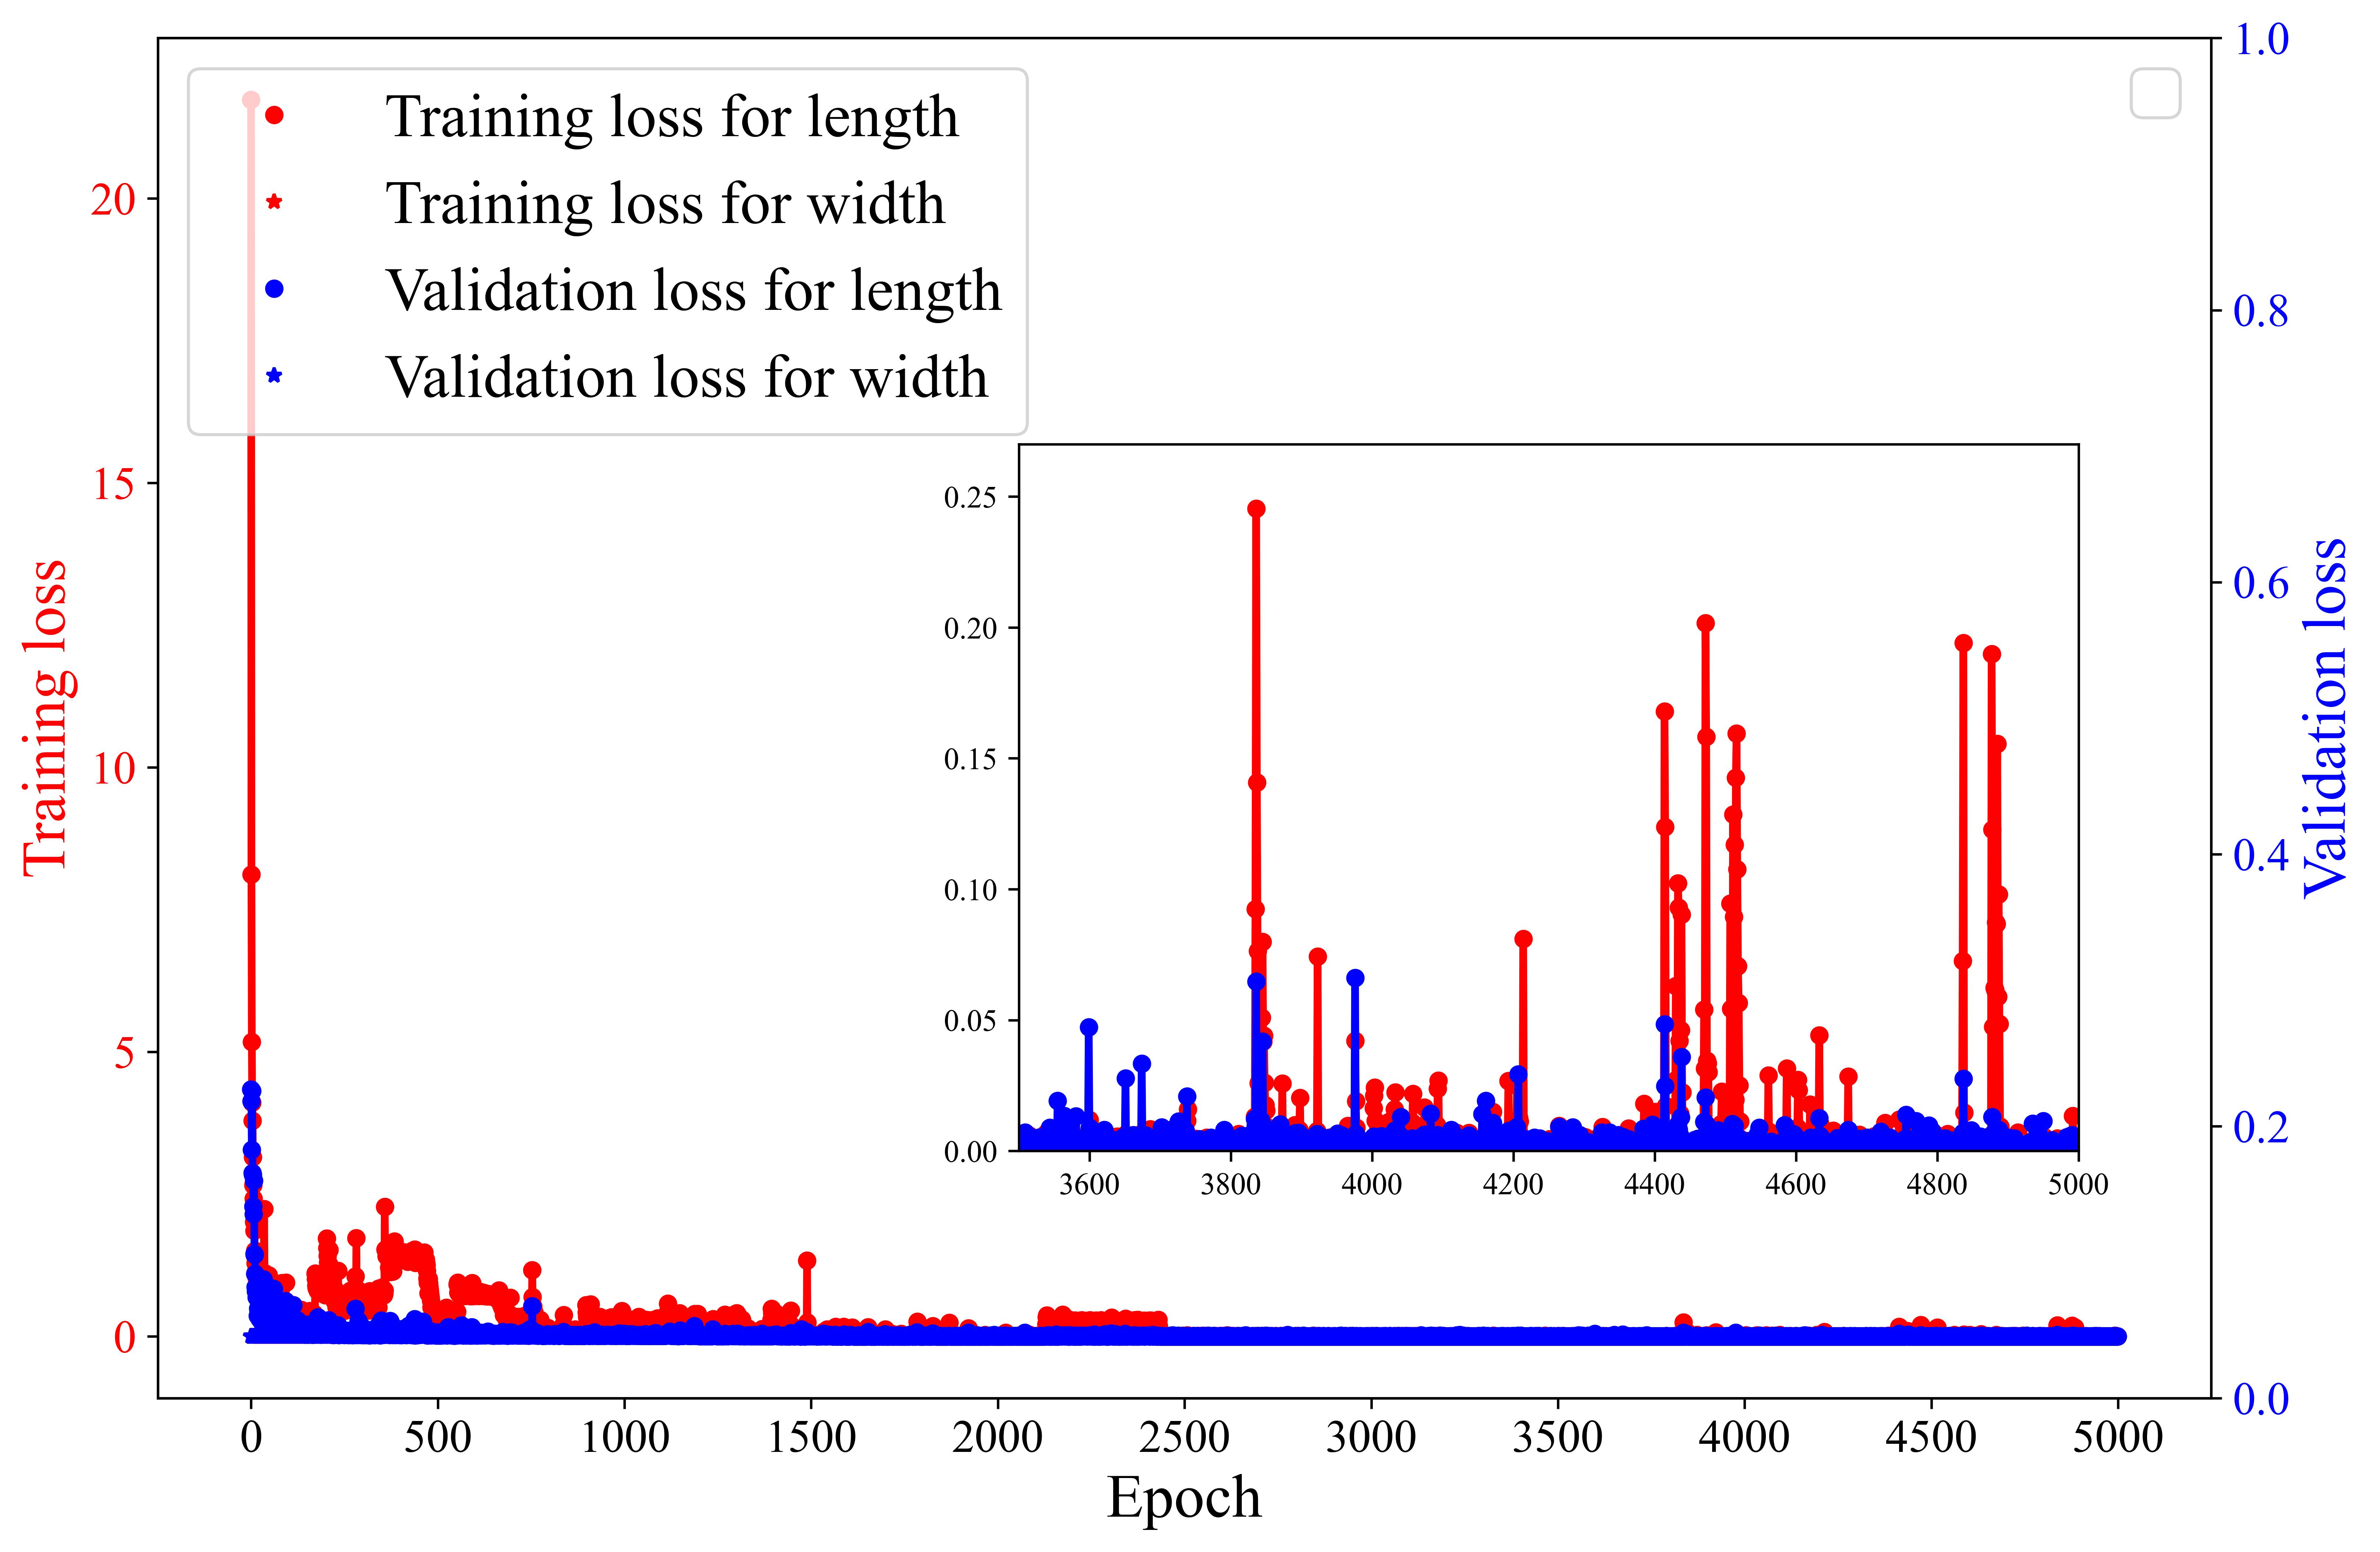 Training loss for length
Training loss for width
Validation loss for length
Validation loss for width
Training loss
20
15
10
5
0
1.0
0.8
0.6
0.4
0.2
0.0
Validation loss
0.25
0.20
0.15
0.10
0.05
0.00
3600 3800 4000 4200 4400 4600 4800 5000
0 500 1000 1500 2000 2500 3000 3500 4000 4500 5000
Epoch